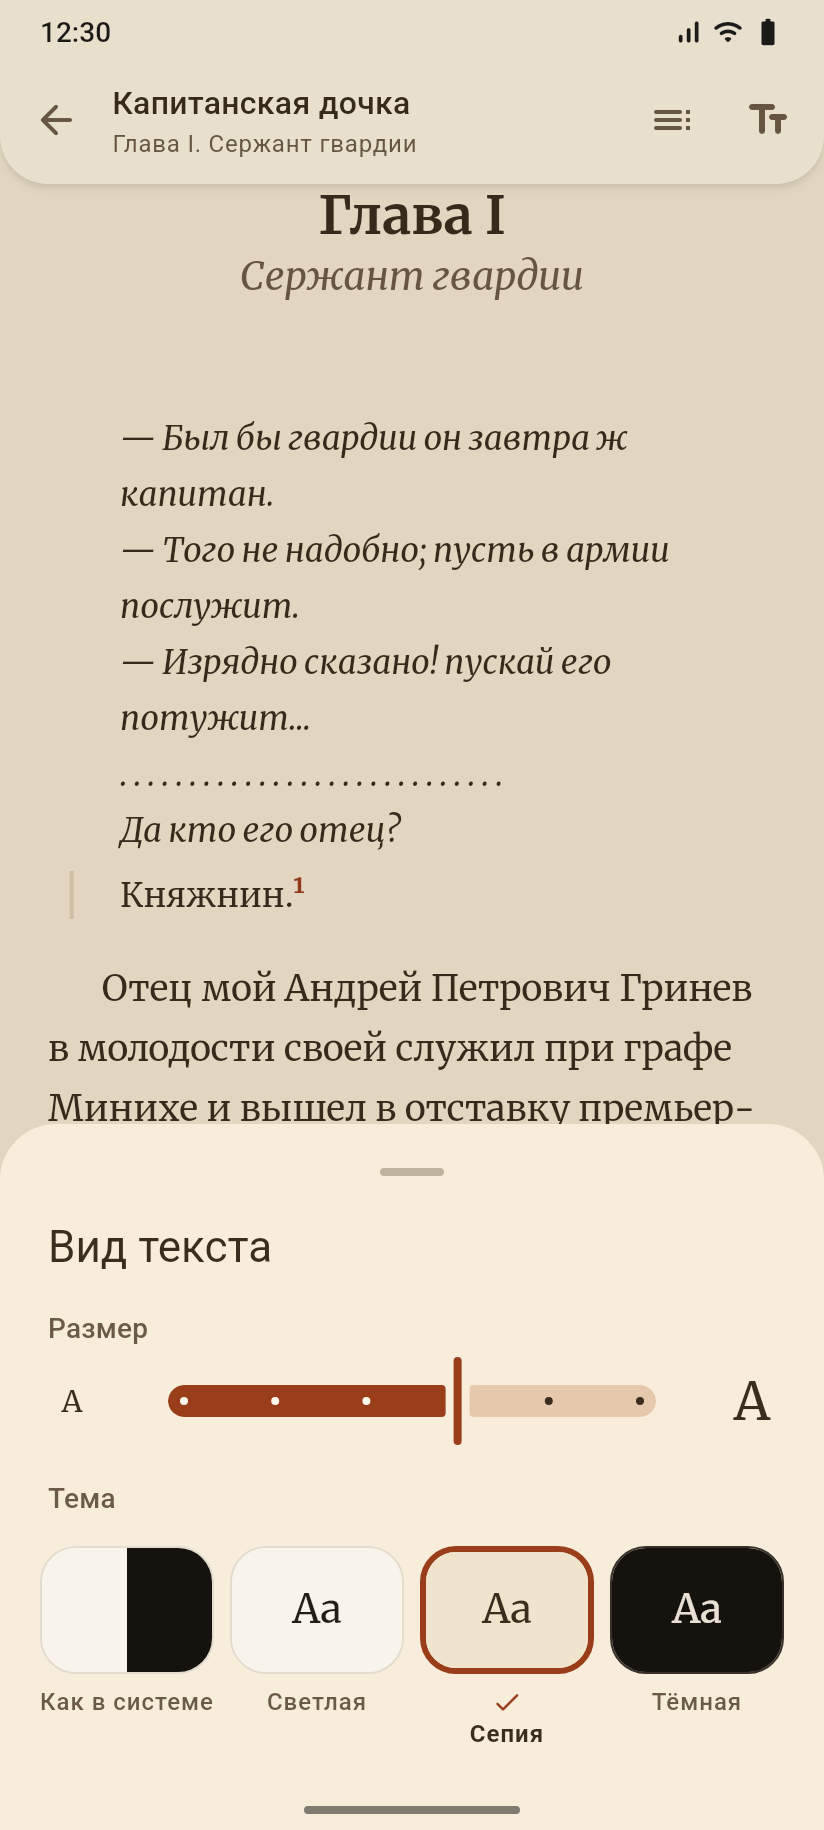 12:30
Капитанская дочка
Глава I. Сержант гвардии
Глава I
Сержант гвардии
— Был бы гвардии он завтра ж
капитан.
— Того не надобно; пусть в армии
послужит.
— Изрядно сказано! пускай его
потужит...
. . . . . . . . . . . . . . . . . . . . . . . . . . . .
Да кто его отец?
Княжнин.1
Отец мой Андрей Петрович Гринев
в молодости своей служил при графе
Минихе и вышел в отставку премьер-
Вид текста
Размер
A A
Тема
Aa Aa Aa
Как в системе Светлая Тёмная
Сепия